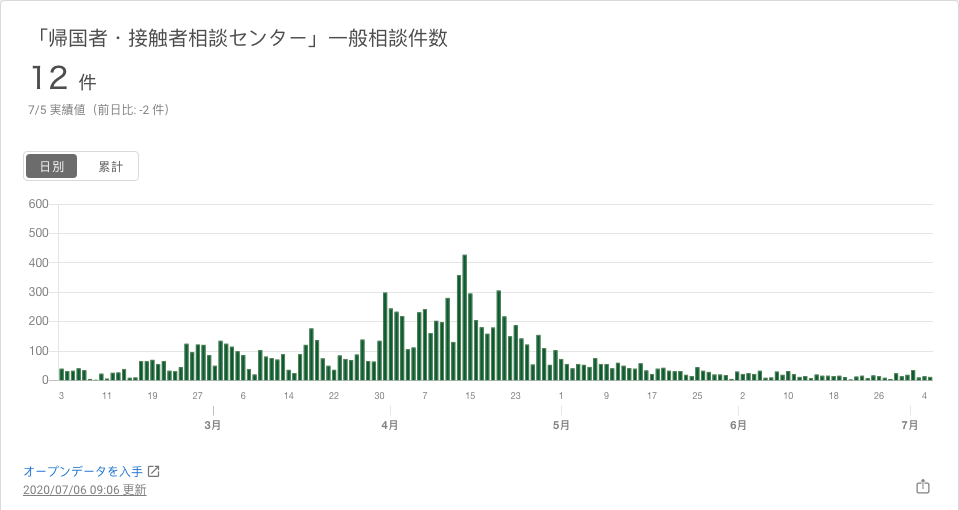 「帰国者・接触者相談センター」一般相談件数
12 件
7/5 実績値（前日比: -2 件）
日別 累計
600
500
400
300
200
100
0
3 11 19 27 6 14 22 30 7 15 23 1 9 17 25 2 10 18 26 4
3月 4月 5月 6月 7月
オープンデータを入手
2020/07/06 09:06 更新